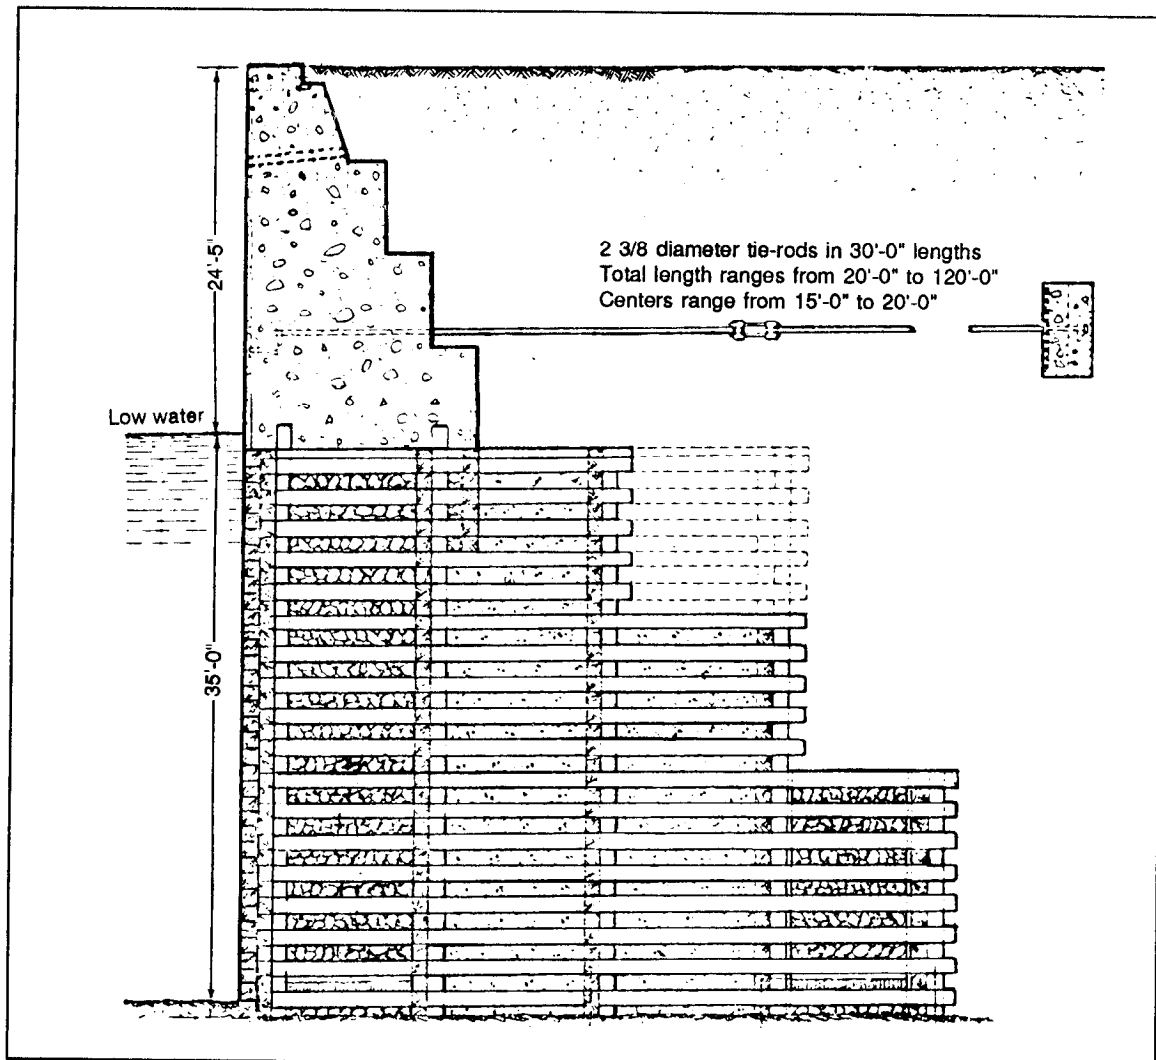 24'-5"
2 3/8 diameter tie-rods in 30'-0" lengths
Total length ranges from 20'-0" to 120'-0"
Centers range from 15'-0" to 20'-0"
Low water
35'-0"